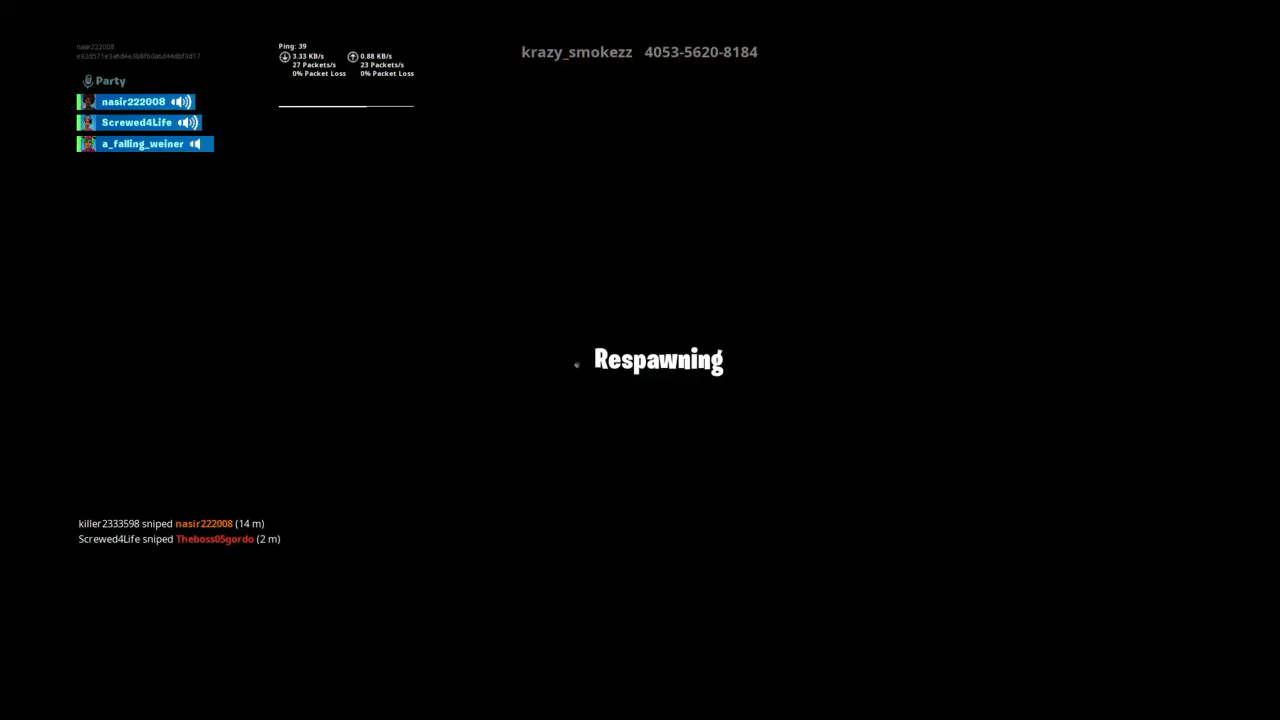 nasir222008
Party
nasir222008
Screwed4Life
a_falling_weiner
Ping: 39
3.33 KB/s 0.88 KB/s
27 Packets/s 23 Packets/s
0% Packet Loss 0% Packet Loss
krazy_smokezz 4053-5620-8184
Respawning
killer2333598 sniped nasir222008 (14 m)
Screwed4Life sniped Theboss05gordo (2 m)